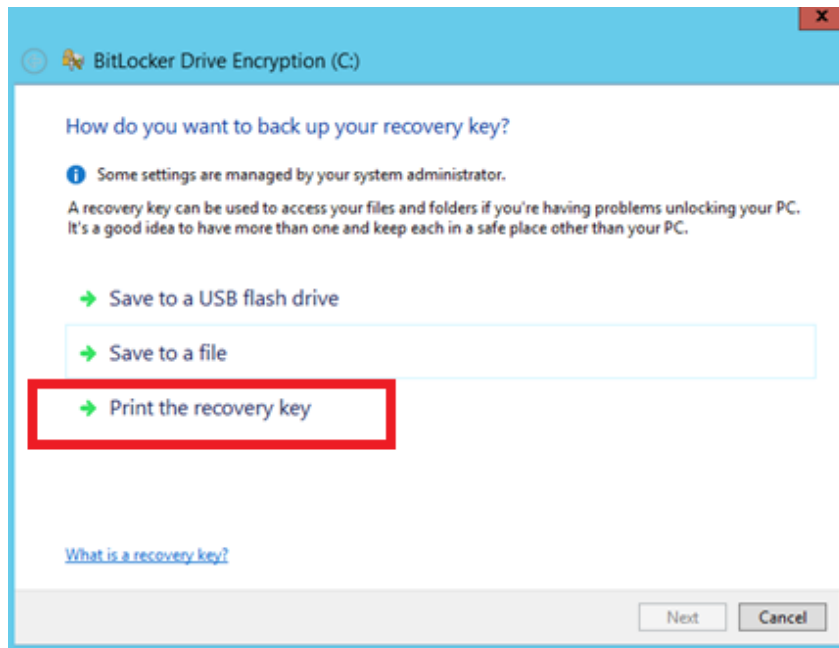 x
BitLocker Drive Encryption (C:)
How do you want to back up your recovery key?
Some settings are managed by your system administrator.
A recovery key can be used to access your files and folders if you're having problems unlocking your PC.
It's a good idea to have more than one and keep each in a safe place other than your PC.
Save to a USB flash drive
Save to a file
Print the recovery key
What is a recovery key?
Next Cancel